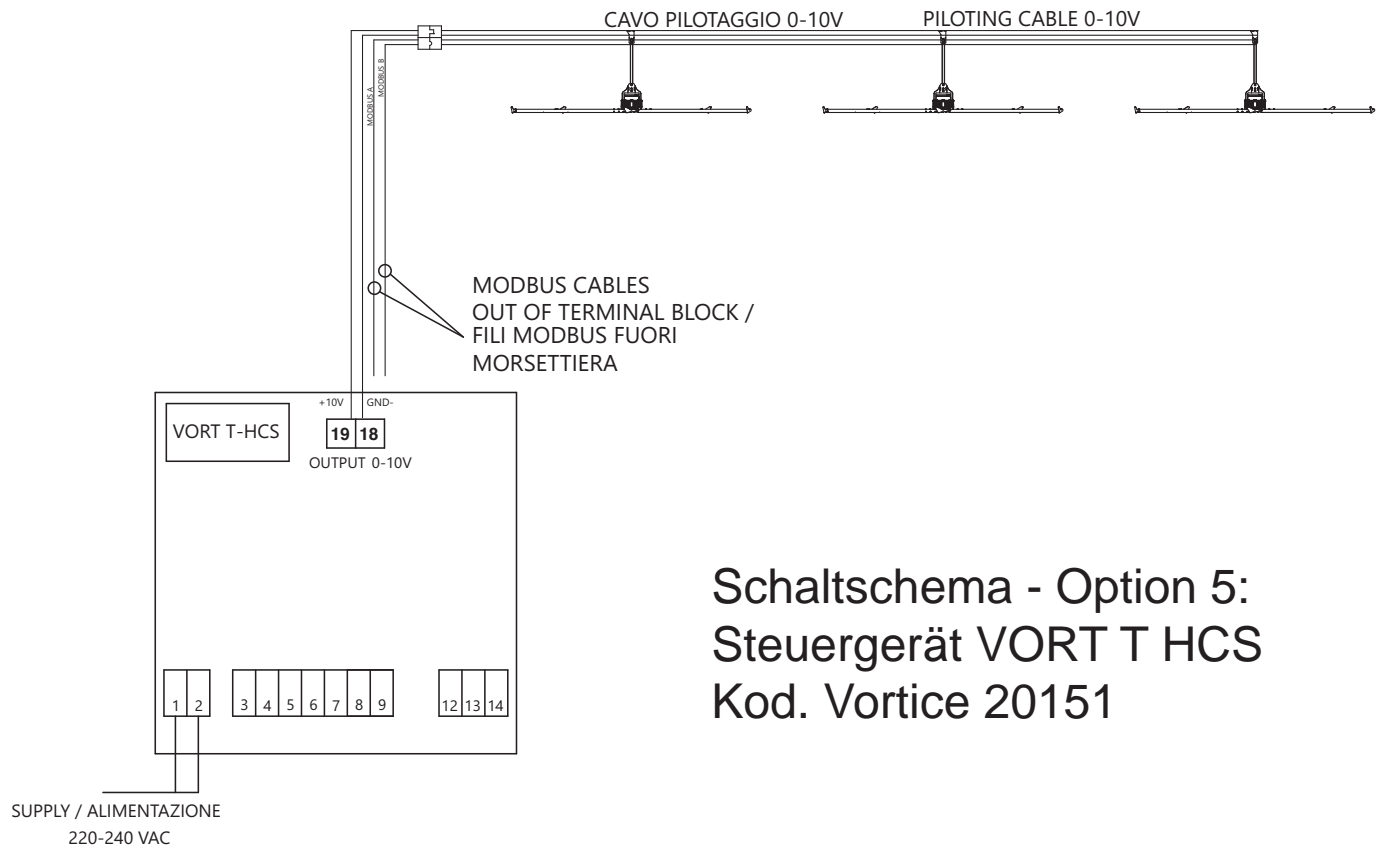 CAVO PILOTAGGIO 0-10V
PILOTING CABLE 0-10V
MODBUS A
MODBUS B
MODBUS CABLES
OUT OF TERMINAL BLOCK /
FILI MODBUS FUORI
MORSETTIERA
+10V
GND-
VORT T-HCS
19 18
OUTPUT 0-10V
Schaltschema - Option 5:
Steuergerät VORT T HCS
Kod. Vortice 20151
1 2 3 4 5 6 7 8 9 12 13 14
SUPPLY / ALIMENTAZIONE
220-240 VAC